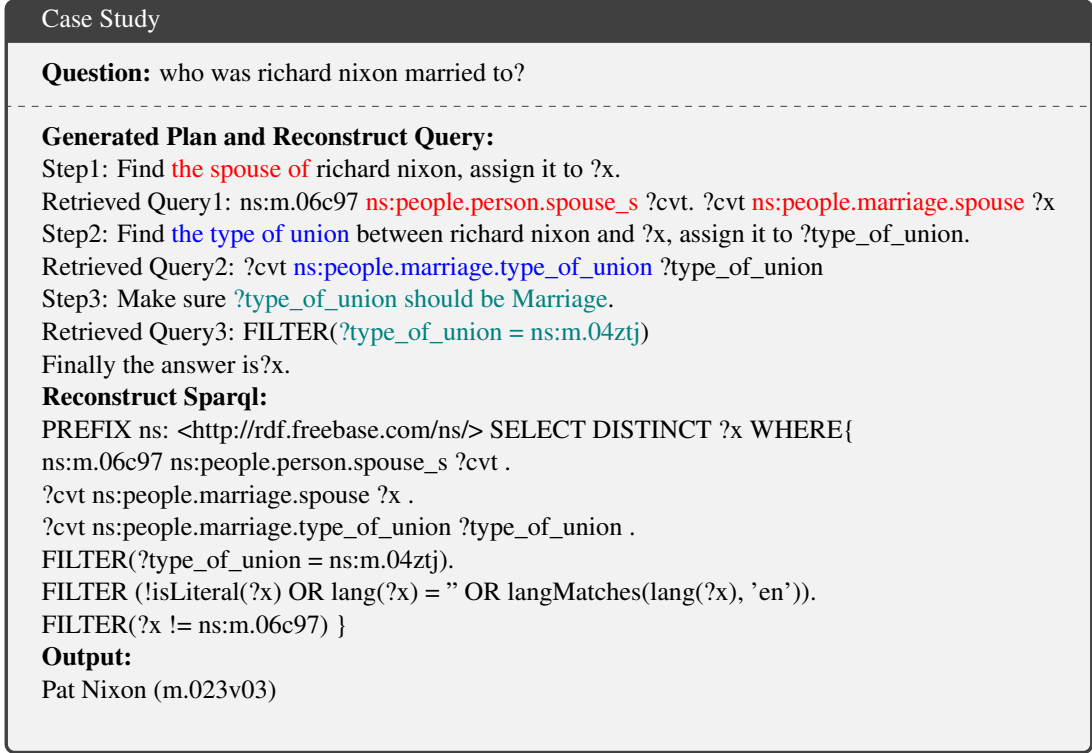 Case Study
Question: who was richard nixon married to?
Generated Plan and Reconstruct Query:
Step1: Find the spouse of richard nixon, assign it to ?x.
Retrieved Query1: ns:m.06c97 ns:people.person.spouse_s ?cvt. ?cvt ns:people.marriage.spouse ?x
Step2: Find the type of union between richard nixon and ?x, assign it to ?type_of_union.
Retrieved Query2: ?cvt ns:people.marriage.type_of_union ?type_of_union
Step3: Make sure ?type_of_union should be Marriage.
Retrieved Query3: FILTER(?type_of_union = ns:m.04ztj)
Finally the answer is?x.
Reconstruct Sparql:
PREFIX ns: <http://rdf.freebase.com/ns/> SELECT DISTINCT ?x WHERE{
ns:m.06c97 ns:people.person.spouse_s ?cvt .
?cvt ns:people.marriage.spouse ?x .
?cvt ns:people.marriage.type_of_union ?type_of_union .
FILTER(?type_of_union = ns:m.04ztj).
FILTER (!isLiteral(?x) OR lang(?x) = ” OR langMatches(lang(?x), ’en’)).
FILTER(?x != ns:m.06c97) }
Output:
Pat Nixon (m.023v03)